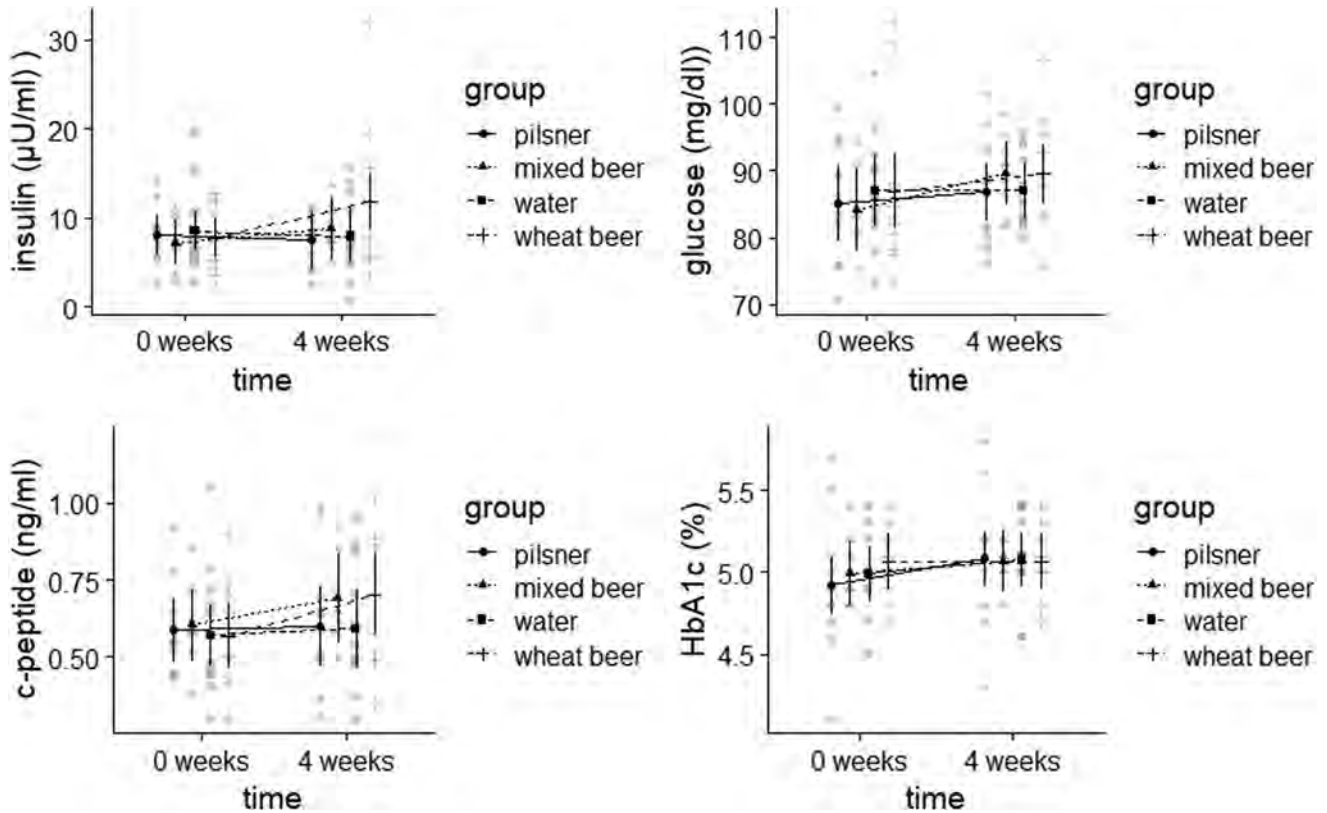 insulin (µU/ml) )
30
20
10
0
0 weeks
4 weeks
time
group
pilsner
mixed beer
water
wheat beer
glucose (mg/dl))
110
100
90
80
70
0 weeks
4 weeks
time
group
pilsner
mixed beer
water
wheat beer
c-peptide (ng/ml)
1.00
0.75
0.50
0 weeks
4 weeks
time
group
pilsner
mixed beer
water
wheat beer
HbA1c (%)
5.5
5.0
4.5
0 weeks
4 weeks
time
group
pilsner
mixed beer
water
wheat beer